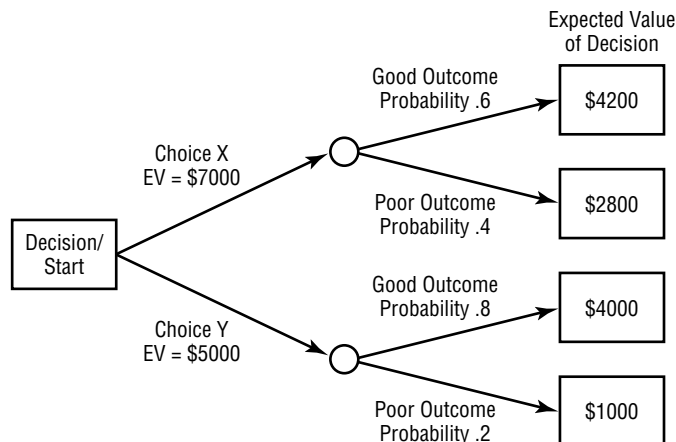 Expected Value
of Decision
Good Outcome
Probability .6
$4200
Choice X
EV = $7000
Poor Outcome
Probability .4
$2800
Decision/
Start
Good Outcome
Probability .8
$4000
Choice Y
EV = $5000
Poor Outcome
Probability .2
$1000